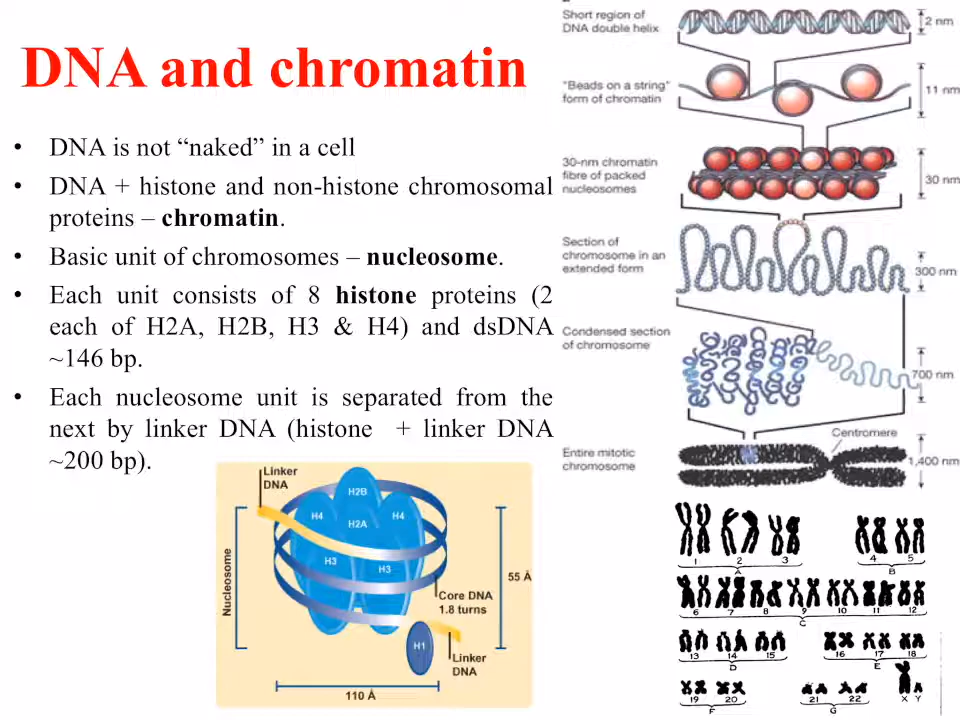 DNA and chromatin
• DNA is not “naked” in a cell
• DNA + histone and non-histone chromosomal
proteins – chromatin.
• Basic unit of chromosomes – nucleosome.
• Each unit consists of 8 histone proteins (2
each of H2A, H2B, H3 & H4) and dsDNA
~146 bp.
• Each nucleosome unit is separated from the
next by linker DNA (histone + linker DNA
~200 bp).
Linker
DNA
H2B
H4
H2A
H4
H3
H3
Nucleosome
55 Å
Core DNA
1.8 turns
H1
Linker
DNA
110 Å
Short region of
DNA double helix
2 nm
"Beads on a string"
form of chromatin
11 nm
30-nm chromatin
fibre of packed
nucleosomes
30 nm
Section of
chromosome in an
extended form
300 nm
Condensed section
of chromosome
700 nm
Centromere
Entire mitotic
chromosome
1,400 nm
1 2 3 4 5
A B
6 7 8 9 10 11 12
C
13 14 15 16 17 18
D E
X Y
19 20 21 22
F G